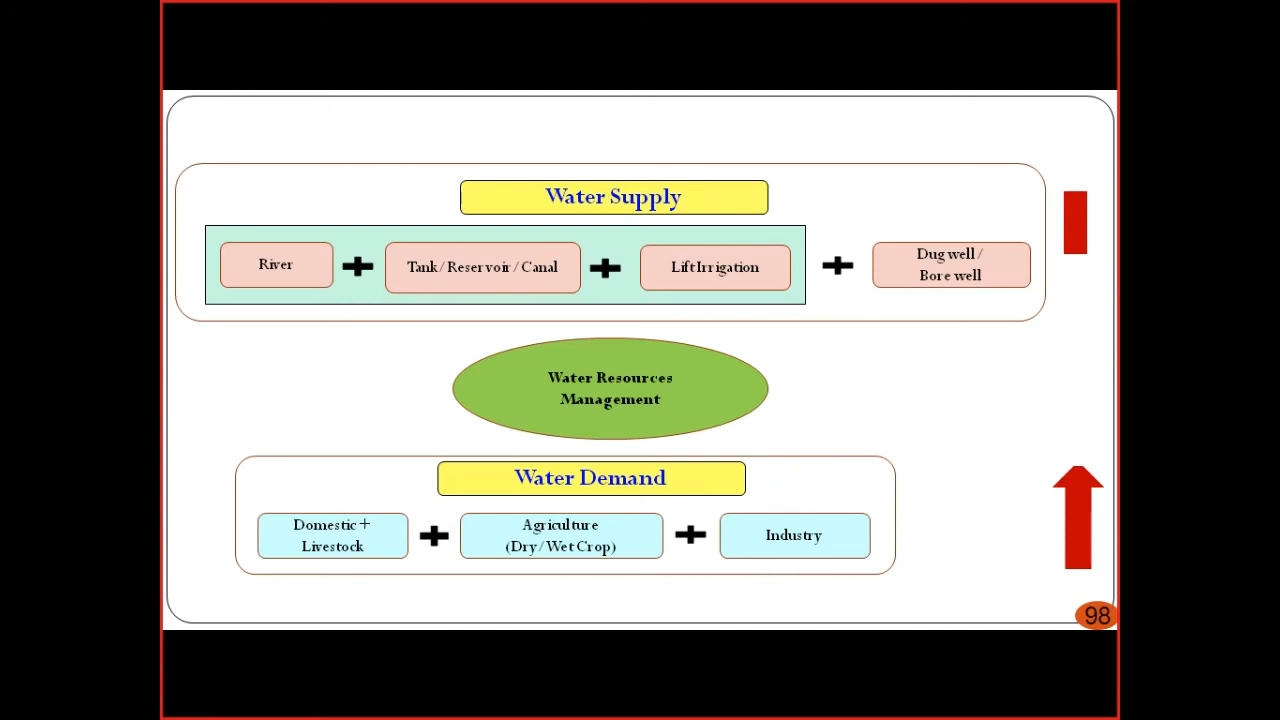 Water Supply
River
Tank / Reservoir / Canal
Lift Irrigation
Dug well /
Bore well
Water Resources
Management
Water Demand
Domestic +
Livestock
Agriculture
(Dry / Wet Crop)
Industry
98